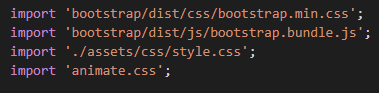 import 'bootstrap/dist/css/bootstrap.min.css';
import 'bootstrap/dist/js/bootstrap.bundle.js';
import './assets/css/style.css';
import 'animate.css';